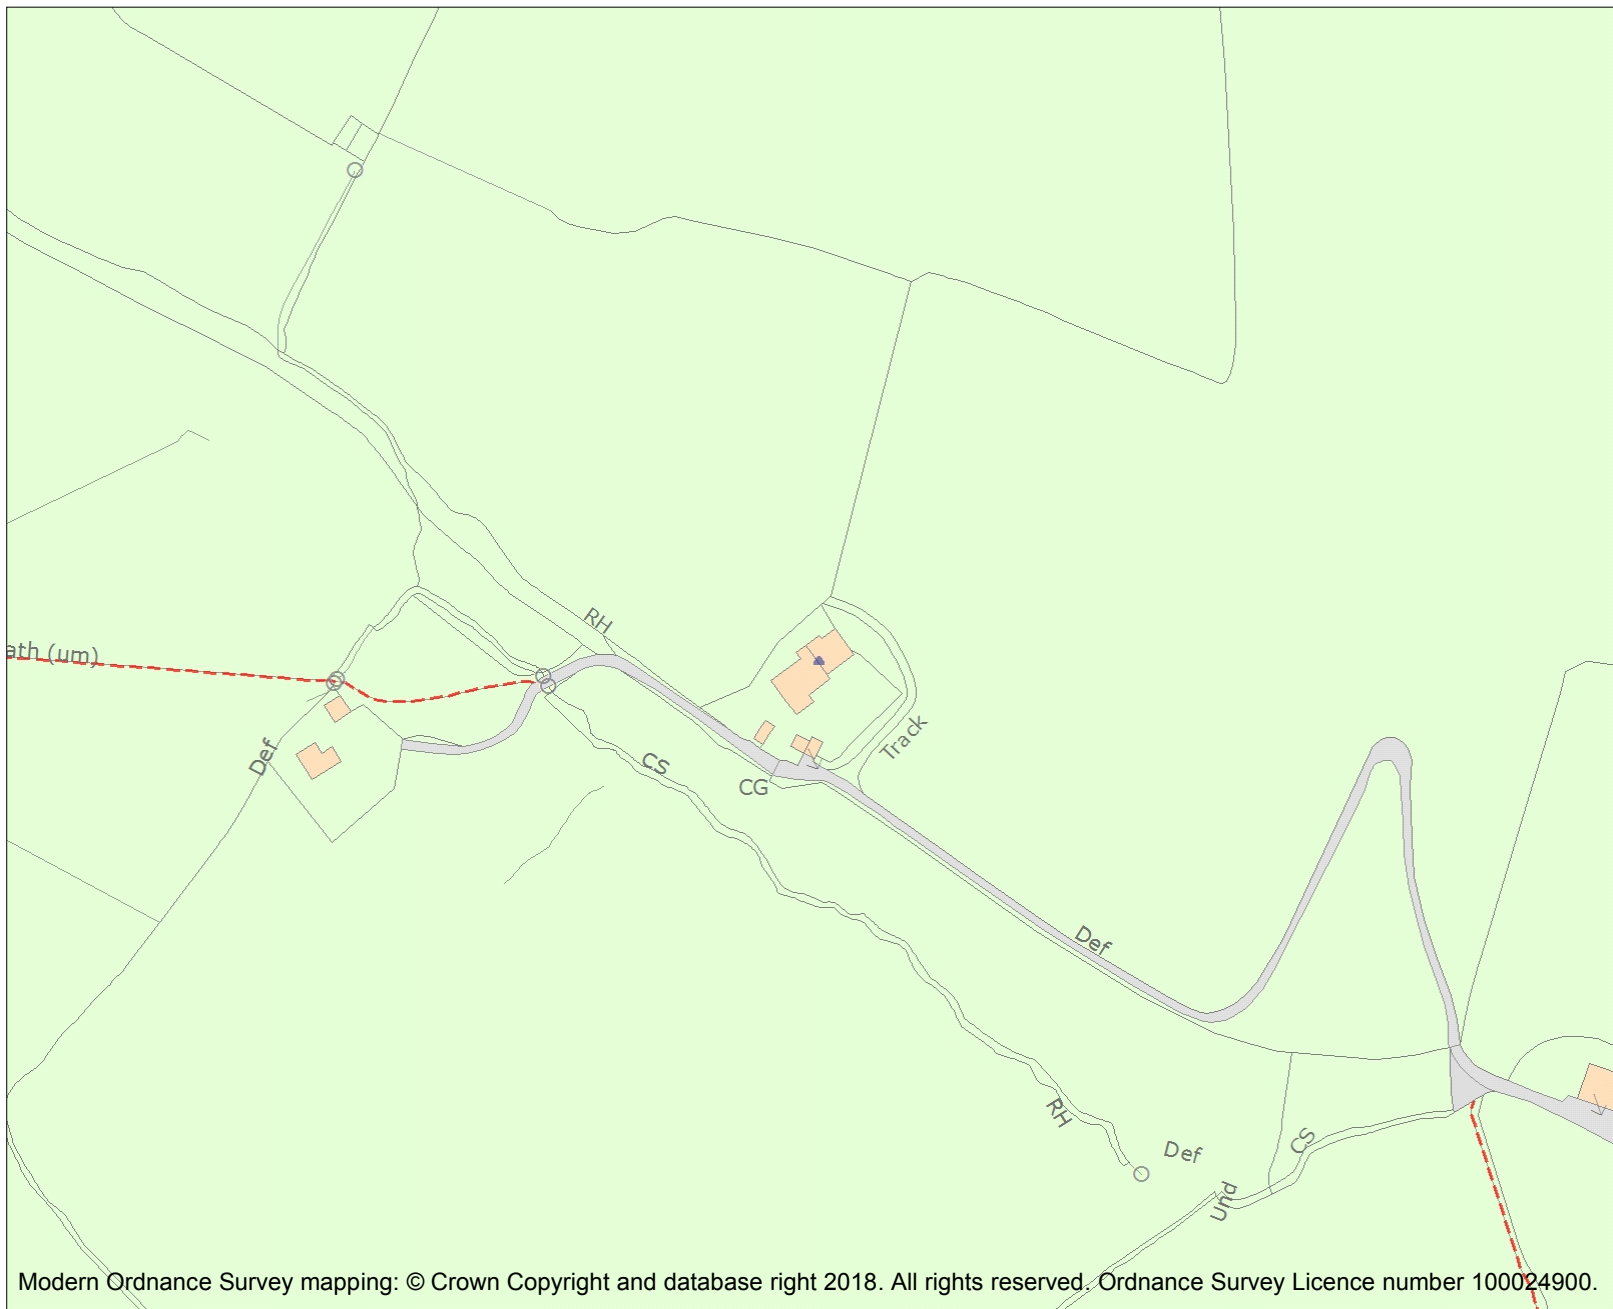 RH
ath (um)
Track
Def
CS
CG
Def
RH
CS
Def
Und
Modern Ordnance Survey mapping: © Crown Copyright and database right 2018. All rights reserved. Ordnance Survey Licence number 100024900.